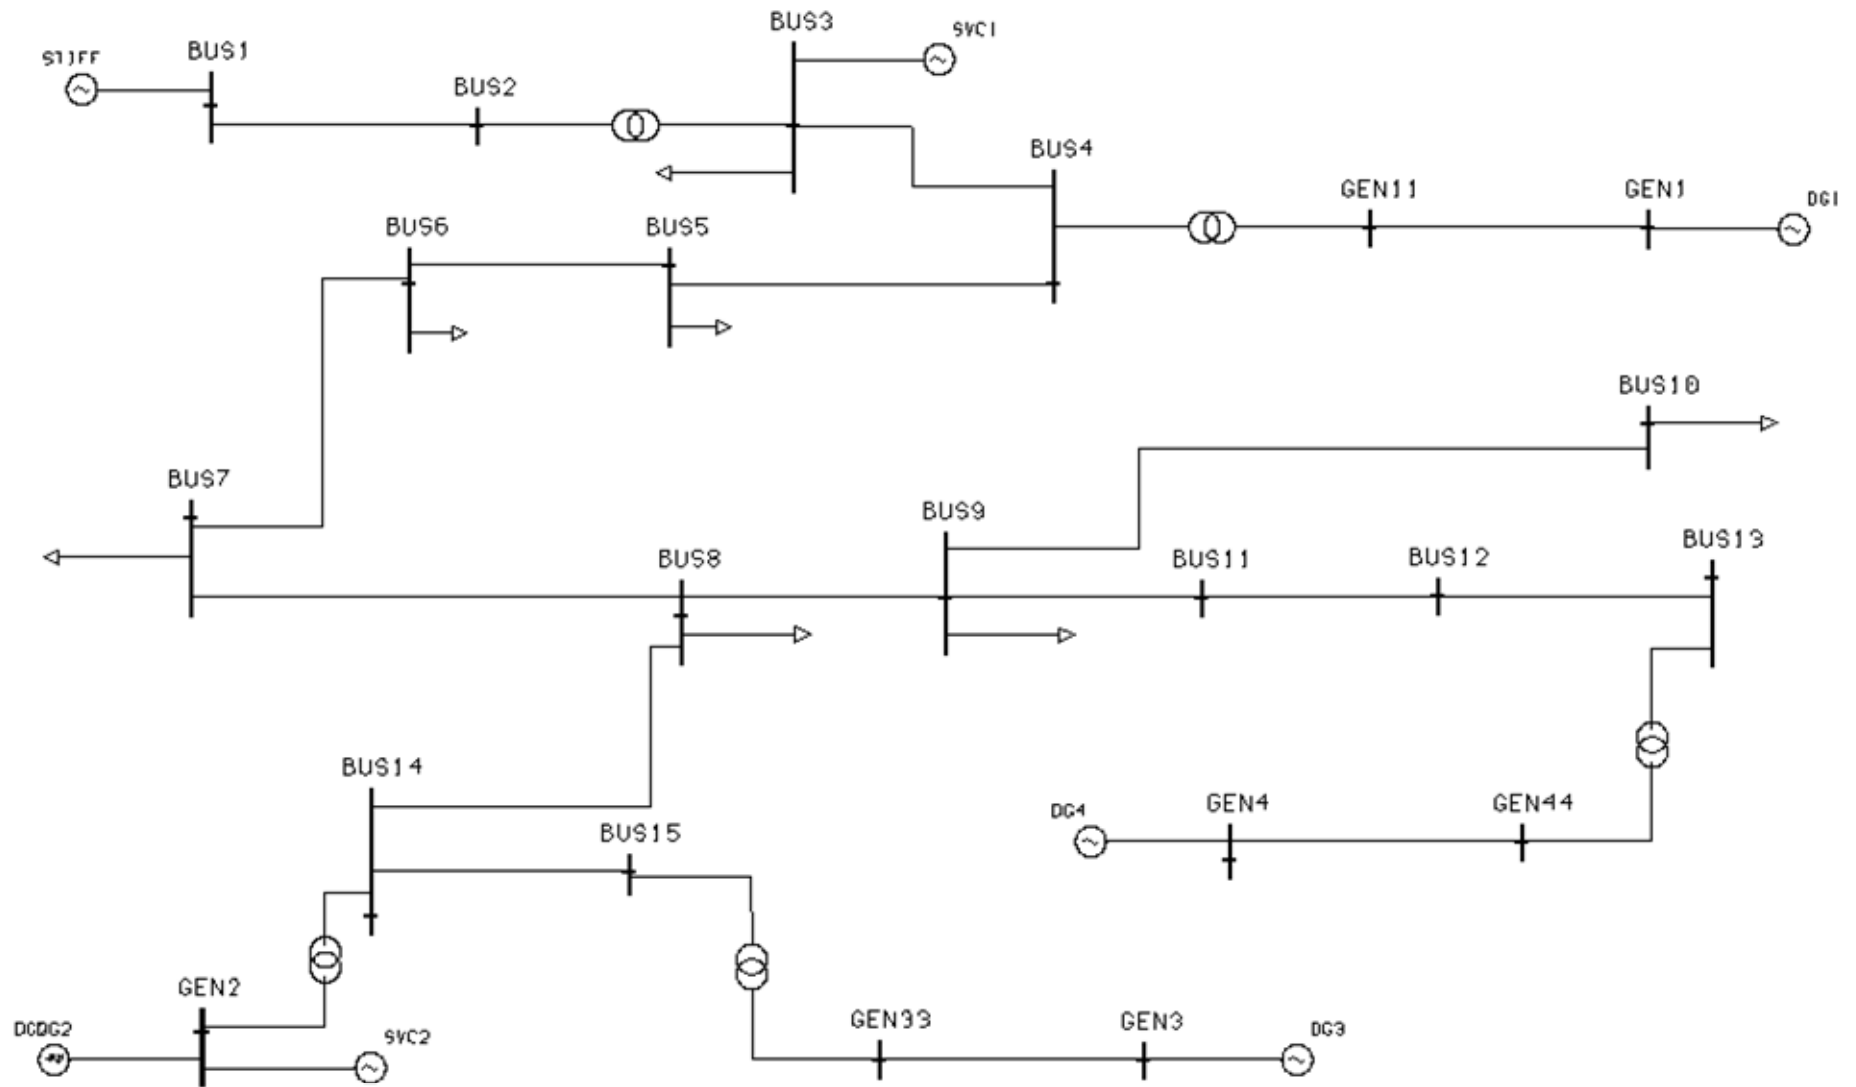 BUS3
SVC1
STIFF
BUS1
BUS2
BUS4
GEN11
GEN1
DG1
BUS6
BUS5
BUS10
BUS7
BUS9
BUS8
BUS11
BUS12
BUS13
BUS14
BUS15
DG4
GEN4
GEN44
GEN2
DCDG2
SVC2
GEN33
GEN3
DG3